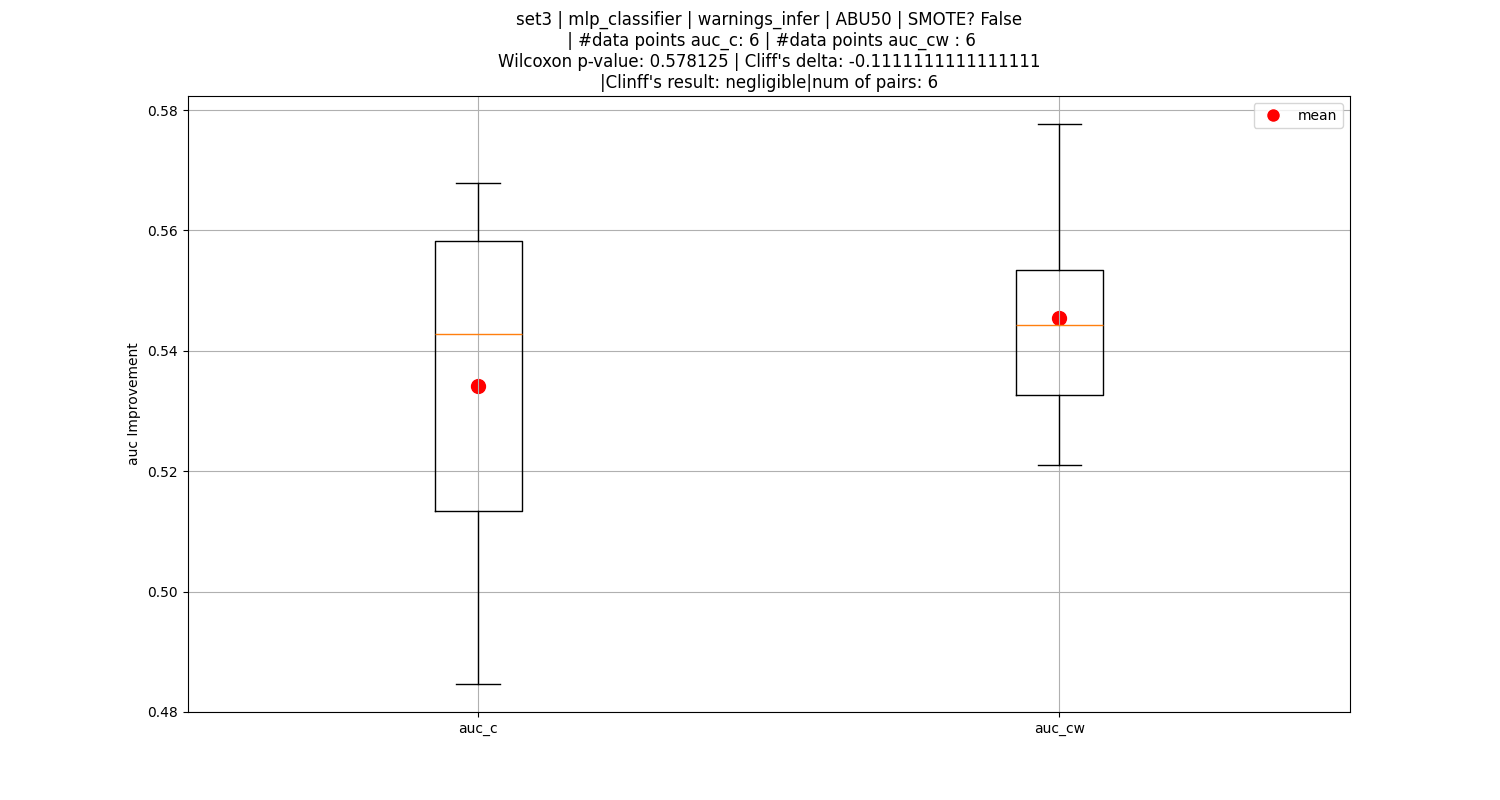 set3 | mlp_classifier | warnings_infer | ABU50 | SMOTE? False
| #data points auc_c: 6 | #data points auc_cw : 6
Wilcoxon p-value: 0.578125 | Cliff's delta: -0.1111111111111111
|Clinff's result: negligible|num of pairs: 6
mean
0.58
0.56
0.54
0.52
0.50
0.48
auc Improvement
auc_c
auc_cw